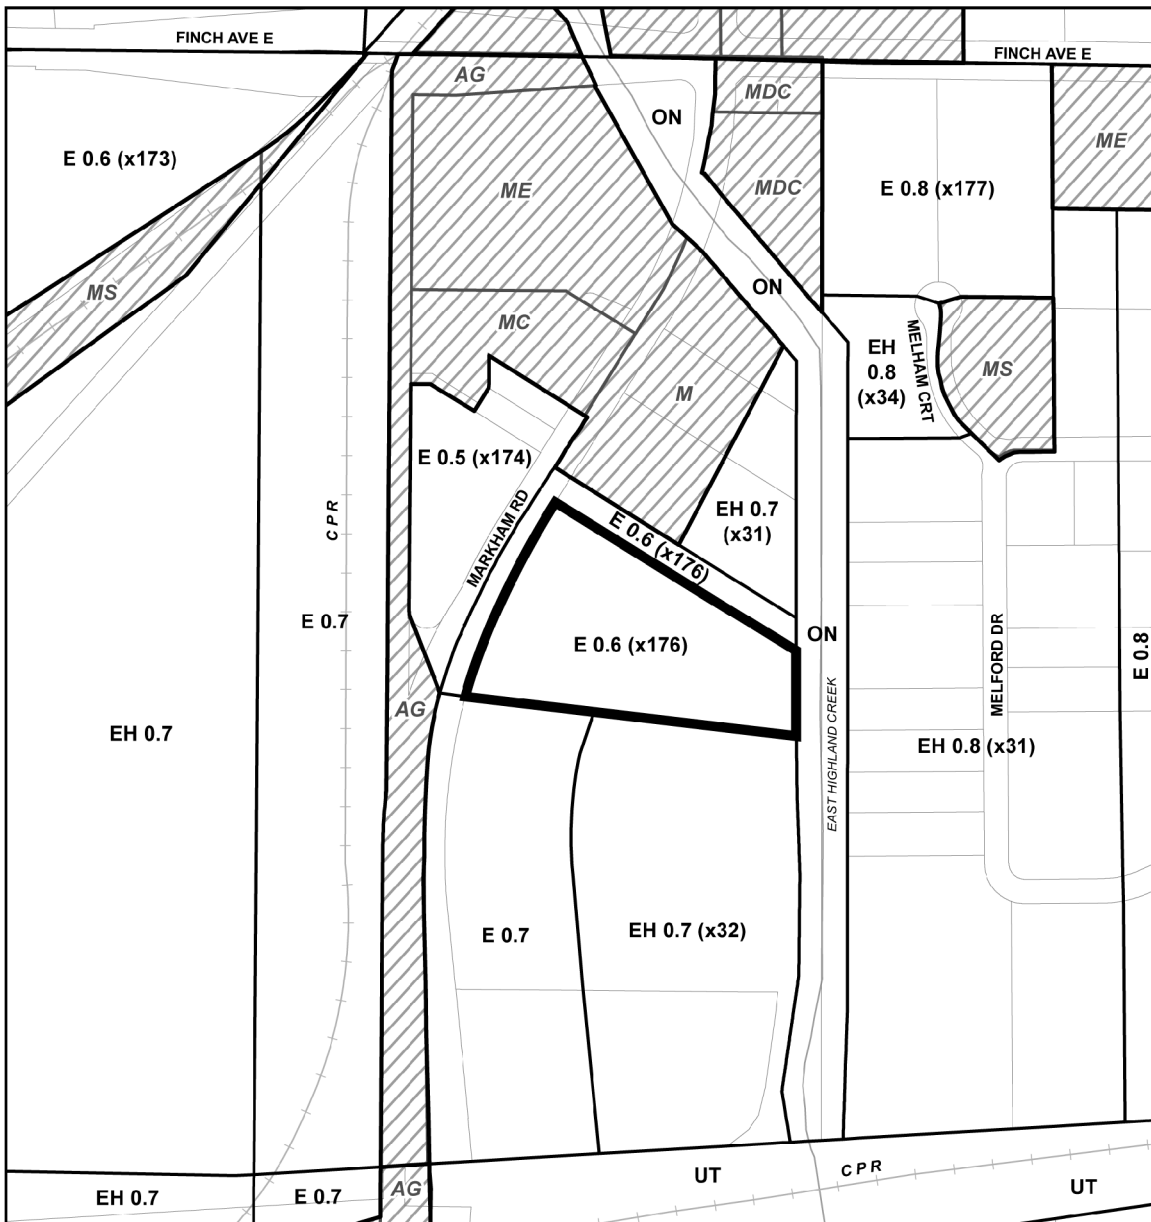 FINCH AVE E
FINCH AVE E
AG
MDC
ON
ME
E 0.6 (x173)
ME
MDC
E 0.8 (x177)
MS
ON
MC
MELHAM CRT
EH
0.8
(x34)
MS
M
E 0.5 (x174)
CPR
MARKHAM RD
EH 0.7
(x31)
E 0.6 (x176)
E 0.7
ON
E 0.6 (x176)
MELFORD DR
E 0.8
AG
EH 0.7
EAST HIGHLAND CREEK
EH 0.8 (x31)
E 0.7
EH 0.7 (x32)
UT
CPR
EH 0.7
E 0.7
AG
UT